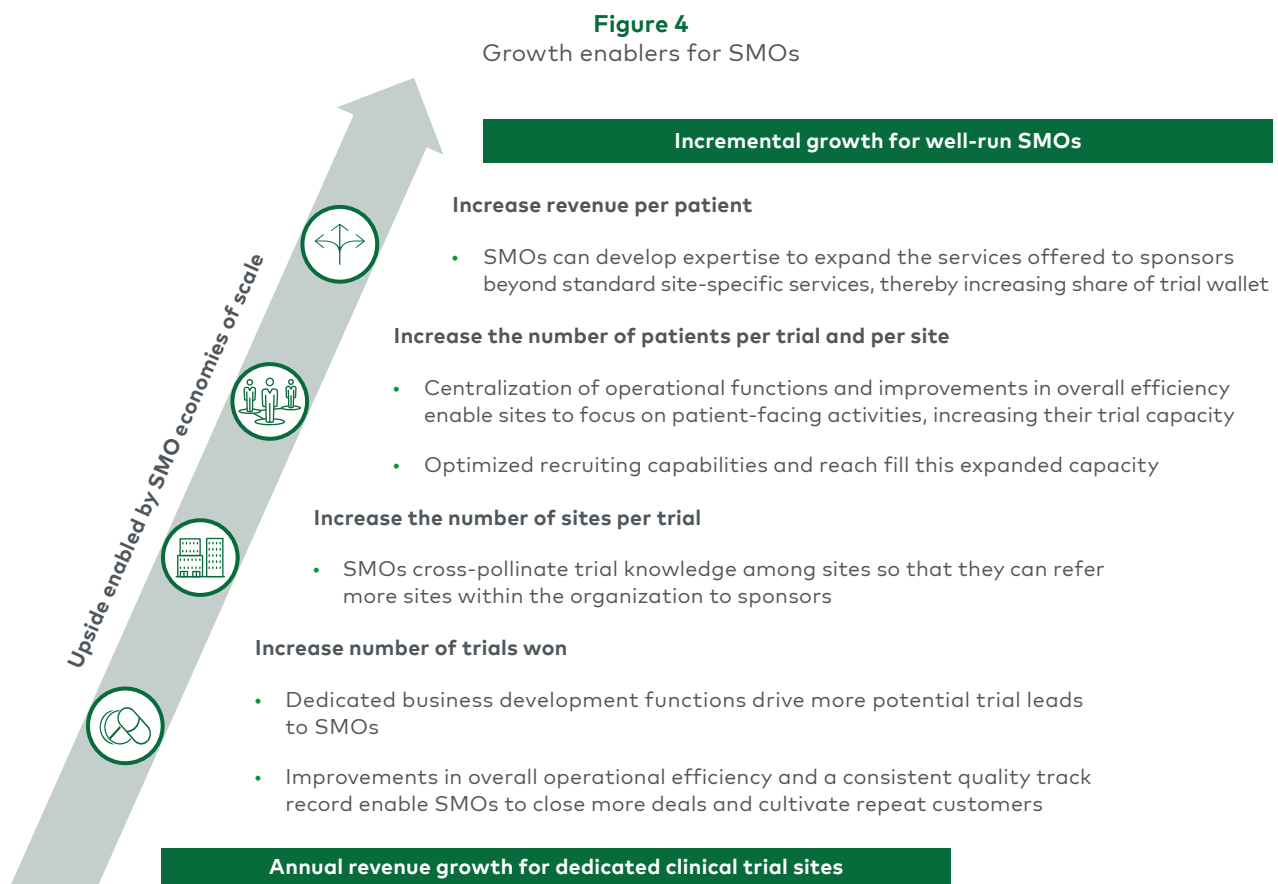 Figure 4
Growth enablers for SMOs
Incremental growth for well-run SMOs
Upside enabled by SMO economies of scale
Increase revenue per patient
• SMOs can develop expertise to expand the services offered to sponsors
beyond standard site-specific services, thereby increasing share of trial wallet
Increase the number of patients per trial and per site
• Centralization of operational functions and improvements in overall efficiency
enable sites to focus on patient-facing activities, increasing their trial capacity
• Optimized recruiting capabilities and reach fill this expanded capacity
Increase the number of sites per trial
• SMOs cross-pollinate trial knowledge among sites so that they can refer
more sites within the organization to sponsors
Increase number of trials won
• Dedicated business development functions drive more potential trial leads
to SMOs
• Improvements in overall operational efficiency and a consistent quality track
record enable SMOs to close more deals and cultivate repeat customers
Annual revenue growth for dedicated clinical trial sites